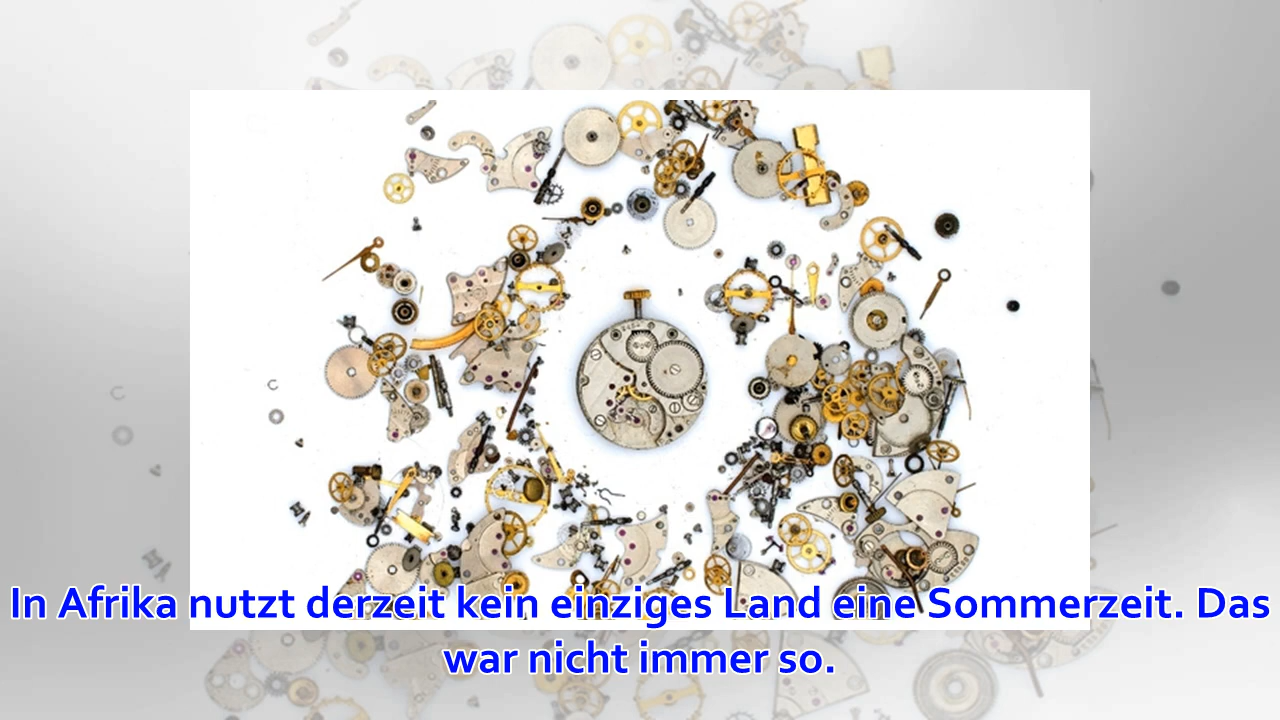 In Afrika nutzt derzeit kein einziges Land eine Sommerzeit. Das
war nicht immer so.